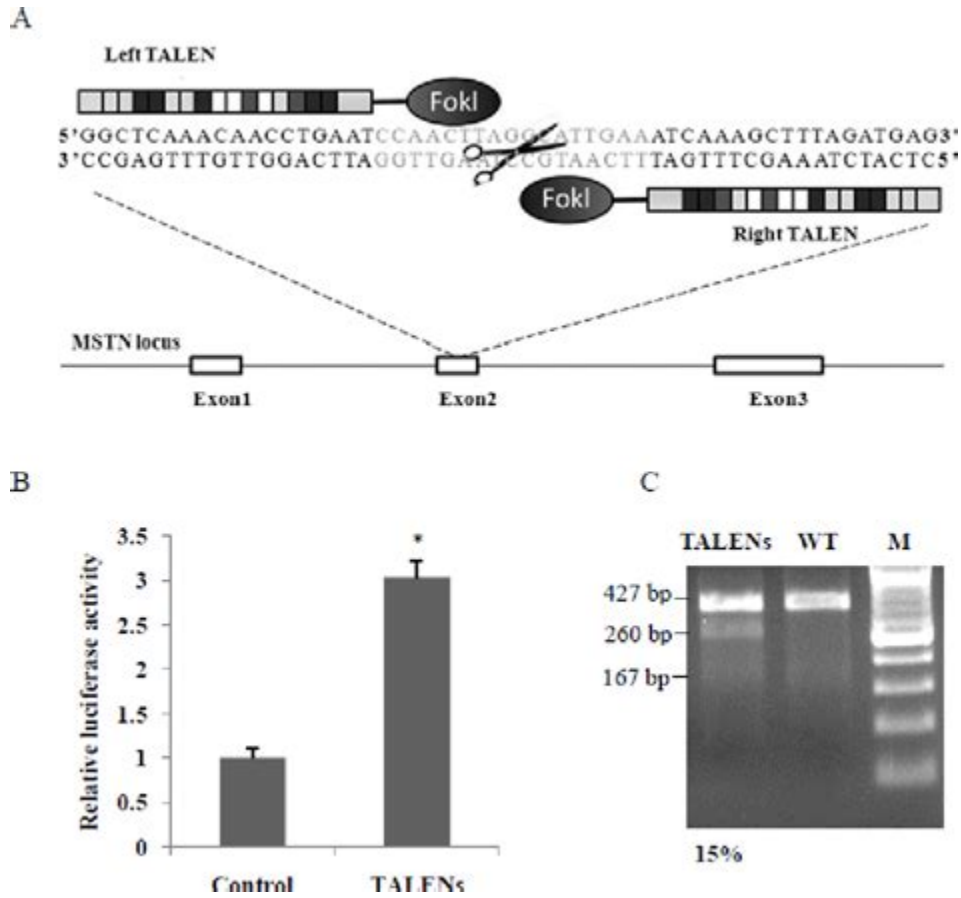 A
Left TALEN
FokI
5'GGCTCAAACAACCTGAATCCAACTTAGGCATTGAAATCAAAGCTTTAGATGAG3'
3'CCGAGTTTGTTGGACTTAGGTTGAATCCGTAACTTTAGTTTCGAAATCTACTC5'
FokI
Right TALEN
MSTN locus
Exon1
Exon2
Exon3
B
Relative luciferase activity
3.5
3
2.5
2
1.5
1
0.5
0
*
Control
TALENs
C
TALENs WT M
427 bp
260 bp
167 bp
15%